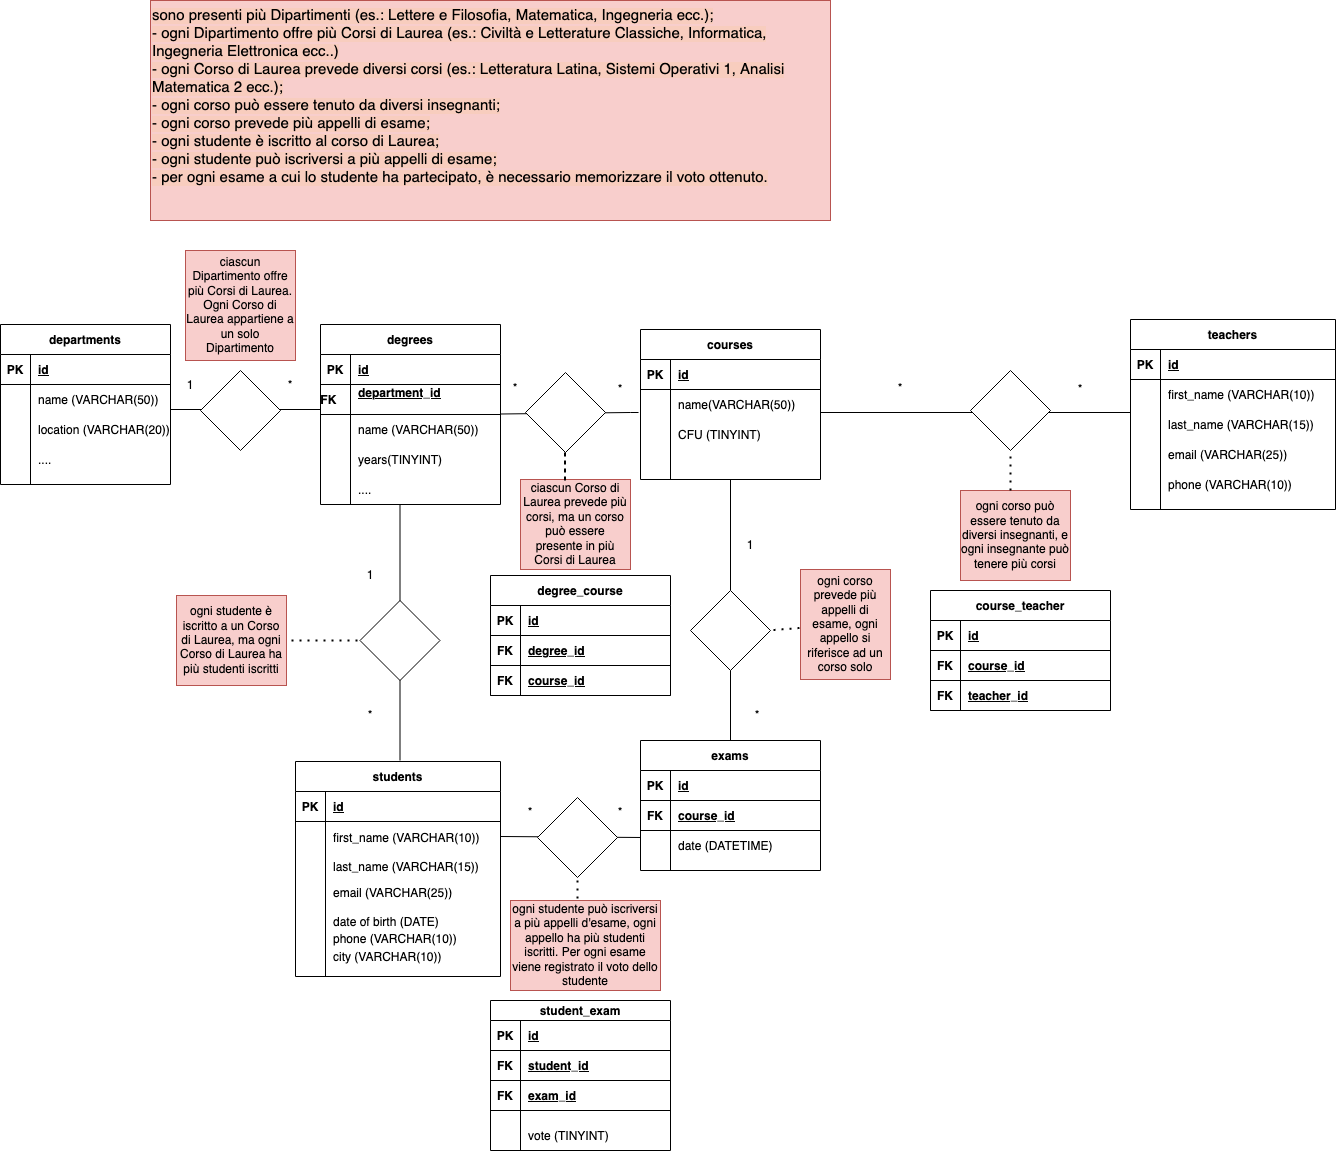 sono presenti più Dipartimenti (es.: Lettere e Filosofia, Matematica, Ingegneria ecc.);
- ogni Dipartimento offre più Corsi di Laurea (es.: Civiltà e Letterature Classiche, Informatica,
Ingegneria Elettronica ecc..)
- ogni Corso di Laurea prevede diversi corsi (es.: Letteratura Latina, Sistemi Operativi 1, Analisi
Matematica 2 ecc.);
- ogni corso può essere tenuto da diversi insegnanti;
- ogni corso prevede più appelli di esame;
- ogni studente è iscritto al corso di Laurea;
- ogni studente può iscriversi a più appelli di esame;
- per ogni esame a cui lo studente ha partecipato, è necessario memorizzare il voto ottenuto.
ciascun
Dipartimento offre
più Corsi di Laurea.
Ogni Corso di
Laurea appartiene a
un solo
Dipartimento
departments
PK id
name (VARCHAR(50))
location (VARCHAR(20))
....
1
*
degrees
PK id
FK department_id
name (VARCHAR(50))
years(TINYINT)
....
*
*
ciascun Corso di
Laurea prevede più
corsi, ma un corso
può essere
presente in più
Corsi di Laurea
courses
PK id
name(VARCHAR(50))
CFU (TINYINT)
*
*
teachers
PK id
first_name (VARCHAR(10))
last_name (VARCHAR(15))
email (VARCHAR(25))
phone (VARCHAR(10))
ogni corso può
essere tenuto da
diversi insegnanti, e
ogni insegnante può
tenere più corsi
degree_course
PK id
FK degree_id
FK course_id
course_teacher
PK id
FK course_id
FK teacher_id
1
ogni studente è
iscritto a un Corso
di Laurea, ma ogni
Corso di Laurea ha
più studenti iscritti
*
1
ogni corso
prevede più
appelli di
esame, ogni
appello si
riferisce ad un
corso solo
*
students
PK id
first_name (VARCHAR(10))
last_name (VARCHAR(15))
email (VARCHAR(25))
date of birth (DATE)
phone (VARCHAR(10))
city (VARCHAR(10))
*
*
exams
PK id
FK course_id
date (DATETIME)
ogni studente può iscriversi
a più appelli d'esame, ogni
appello ha più studenti
iscritti. Per ogni esame
viene registrato il voto dello
studente
student_exam
PK id
FK student_id
FK exam_id
vote (TINYINT)